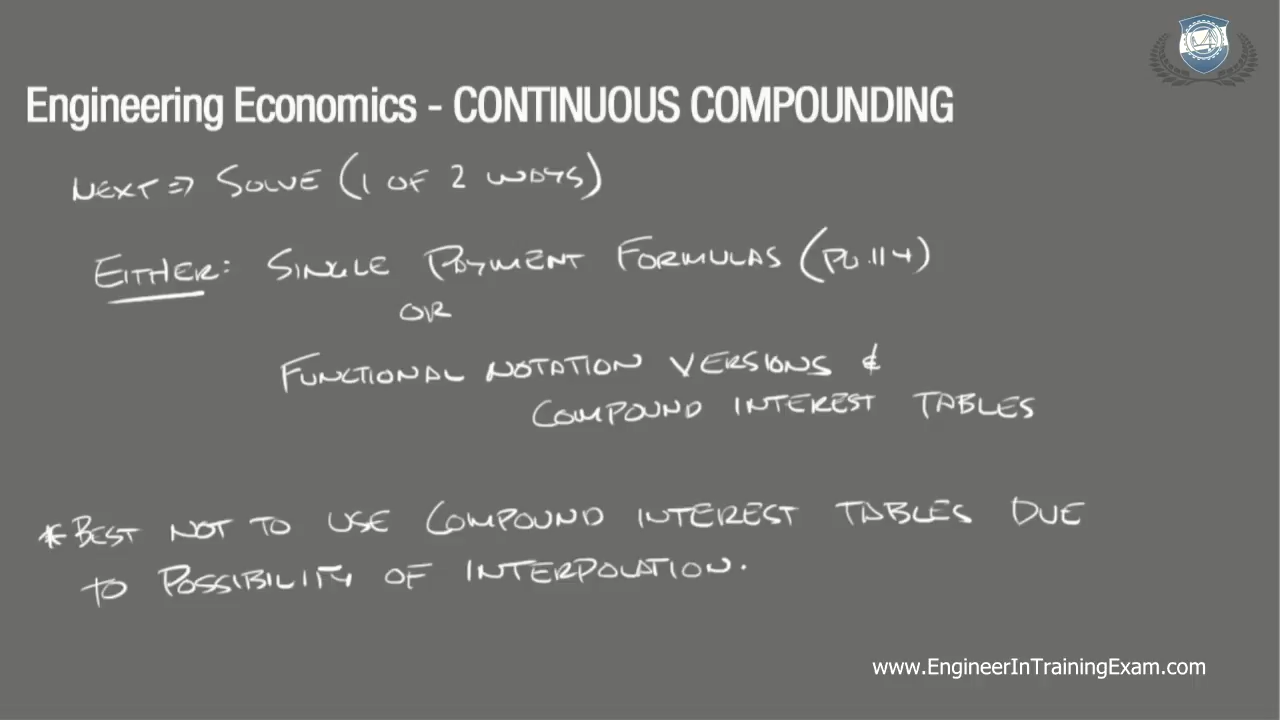 Engineering Economics - CONTINUOUS COMPOUNDING
NEXT => SOLVE (1 OF 2 WAYS)
EITHER: SINGLE PAYMENT FORMULAS (PG.114)
OR
FUNCTIONAL NOTATION VERSIONS &
COMPOUND INTEREST TABLES
* BEST NOT TO USE COMPOUND INTEREST TABLES DUE
TO POSSIBILITY OF INTERPOLATION.
www.EngineerInTrainingExam.com